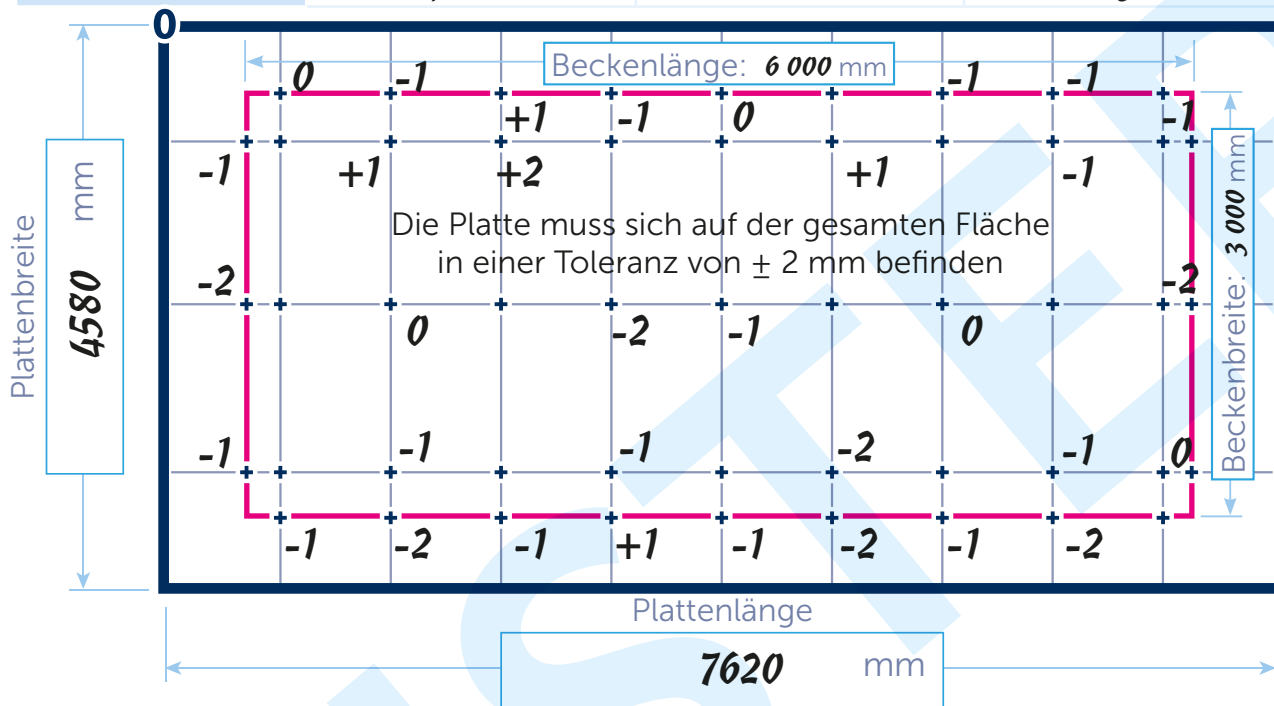 0
Beckenlänge: 6 000 mm
0 -1 -1 -1
+1 -1 0 -1
-1 +1 +2 +1 -1
Die Platte muss sich auf der gesamten Fläche
in einer Toleranz von ± 2 mm befinden
-2 -2
0 -2 -1 0
-1 -1 -1 -2 -1 0
-1 -2 -1 +1 -1 -2 -1 -2
Plattenbreite
4580 mm
Beckenbreite: 3 000 mm
Plattenlänge
7620 mm